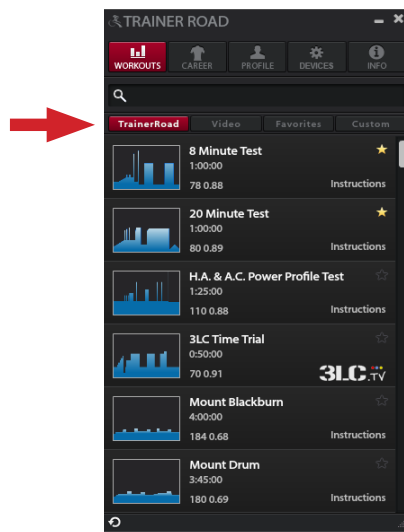 TRAINER ROAD
WORKOUTS CAREER PROFILE DEVICES INFO
TrainerRoad Video Favorites Custom
8 Minute Test
1:00:00
78 0.88 Instructions
20 Minute Test
1:00:00
80 0.89 Instructions
H.A. & A.C. Power Profile Test
1:25:00
110 0.88 Instructions
3LC Time Trial
0:50:00
70 0.91 3LC.TV
Mount Blackburn
4:00:00
184 0.68 Instructions
Mount Drum
3:45:00
180 0.69 Instructions